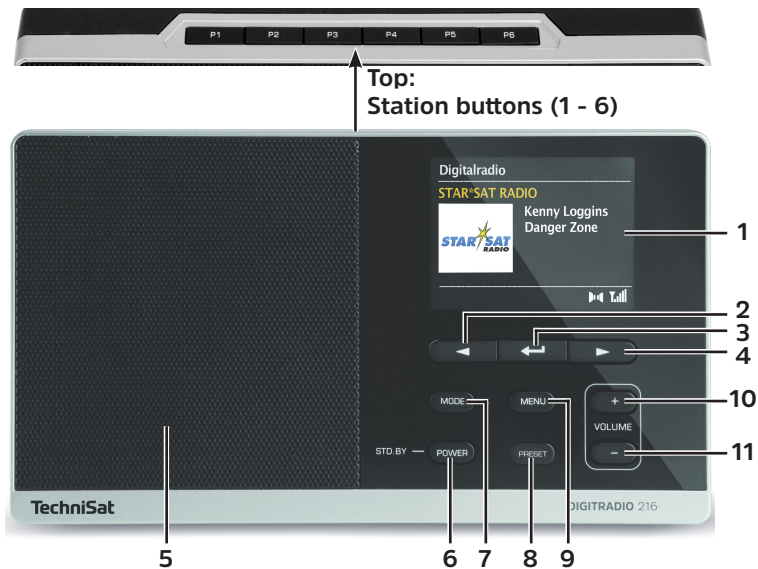 P1 P2 P3 P4 P5 P6
Top:
Station buttons (1 - 6)
Digitalradio
STAR*SAT RADIO
Kenny Loggins
Danger Zone
STAR SAT
RADIO
1
2
3
4
MODE
MENU
+
10
VOLUME
STD.BY
POWER
PRESET
-
11
TechniSat
DIGITRADIO 216
5
6
7
8
9